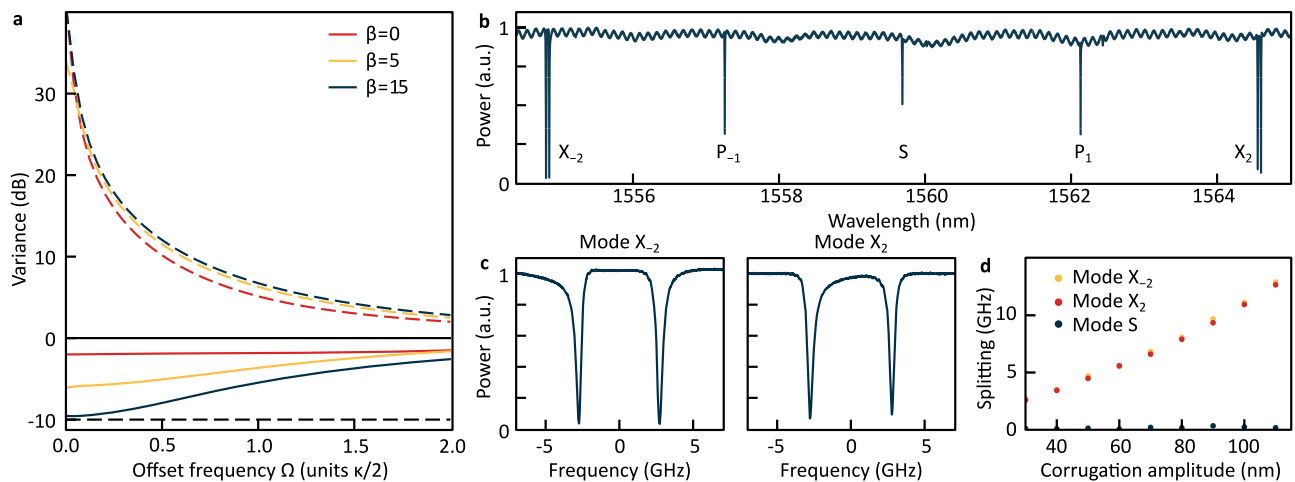 a
Variance (dB)
30
20
10
0
-10
0.0 0.5 1.0 1.5 2.0
Offset frequency Ω (units κ/2)
β=0
β=5
β=15
b
Power (a.u.)
1
0
X₋₂ P₋₁ S P₁ X₂
1556 1558 1560 1562 1564
Wavelength (nm)
c
Mode X₋₂ Mode X₂
Power (a.u.)
1
0
-5 0 5 -5 0 5
Frequency (GHz) Frequency (GHz)
d
Mode X₋₂
Mode X₂
Mode S
Splitting (GHz)
10
5
0
40 60 80 100
Corrugation amplitude (nm)